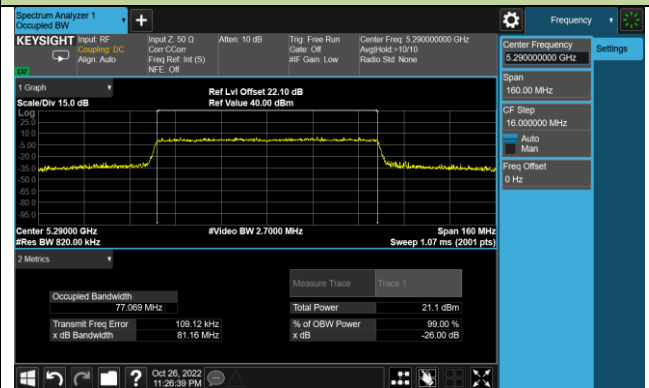 Spectrum Analyzer 1
Occupied BW
Frequency
KEYSIGHT
Input: RF
Coupling: DC
Align: Auto
Input Z: 50 Ω
Corr CCorr
Freq Ref: Int (S)
NFE: Off
Atten: 10 dB
Trig: Free Run
Gate: Off
#IF Gain: Low
Center Freq: 5.290000000 GHz
Avg|Hold:>10/10
Radio Std: None
Center Frequency
5.290000000 GHz
Settings
Span
160.00 MHz
CF Step
16.000000 MHz
Auto
Man
Freq Offset
0 Hz
1 Graph
Scale/Div 15.0 dB
Ref Lvl Offset 22.10 dB
Ref Value 40.00 dBm
Log
25.0
10.0
-5.00
-20.0
-35.0
-50.0
-65.0
-80.0
-95.0
Center 5.29000 GHz
#Res BW 820.00 kHz
#Video BW 2.7000 MHz
Span 160 MHz
Sweep 1.07 ms (2001 pts)
2 Metrics
Measure Trace
Trace 1
Occupied Bandwidth
77.069 MHz
Total Power
21.1 dBm
Transmit Freq Error
109.12 kHz
% of OBW Power
99.00 %
x dB Bandwidth
81.16 MHz
x dB
-26.00 dB
Oct 26, 2022
11:26:39 PM